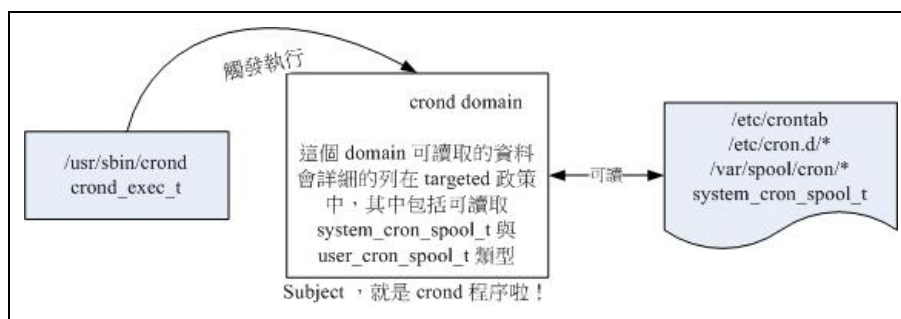 觸發執行
/usr/sbin/crond
crond_exec_t
crond domain
這個 domain 可讀取的資料
會詳細的列在 targeted 政策
中，其中包括可讀取
system_cron_spool_t 與
user_cron_spool_t 類型
Subject ，就是 crond 程序啦！
可讀
/etc/crontab
/etc/cron.d/*
/var/spool/cron/*
system_cron_spool_t